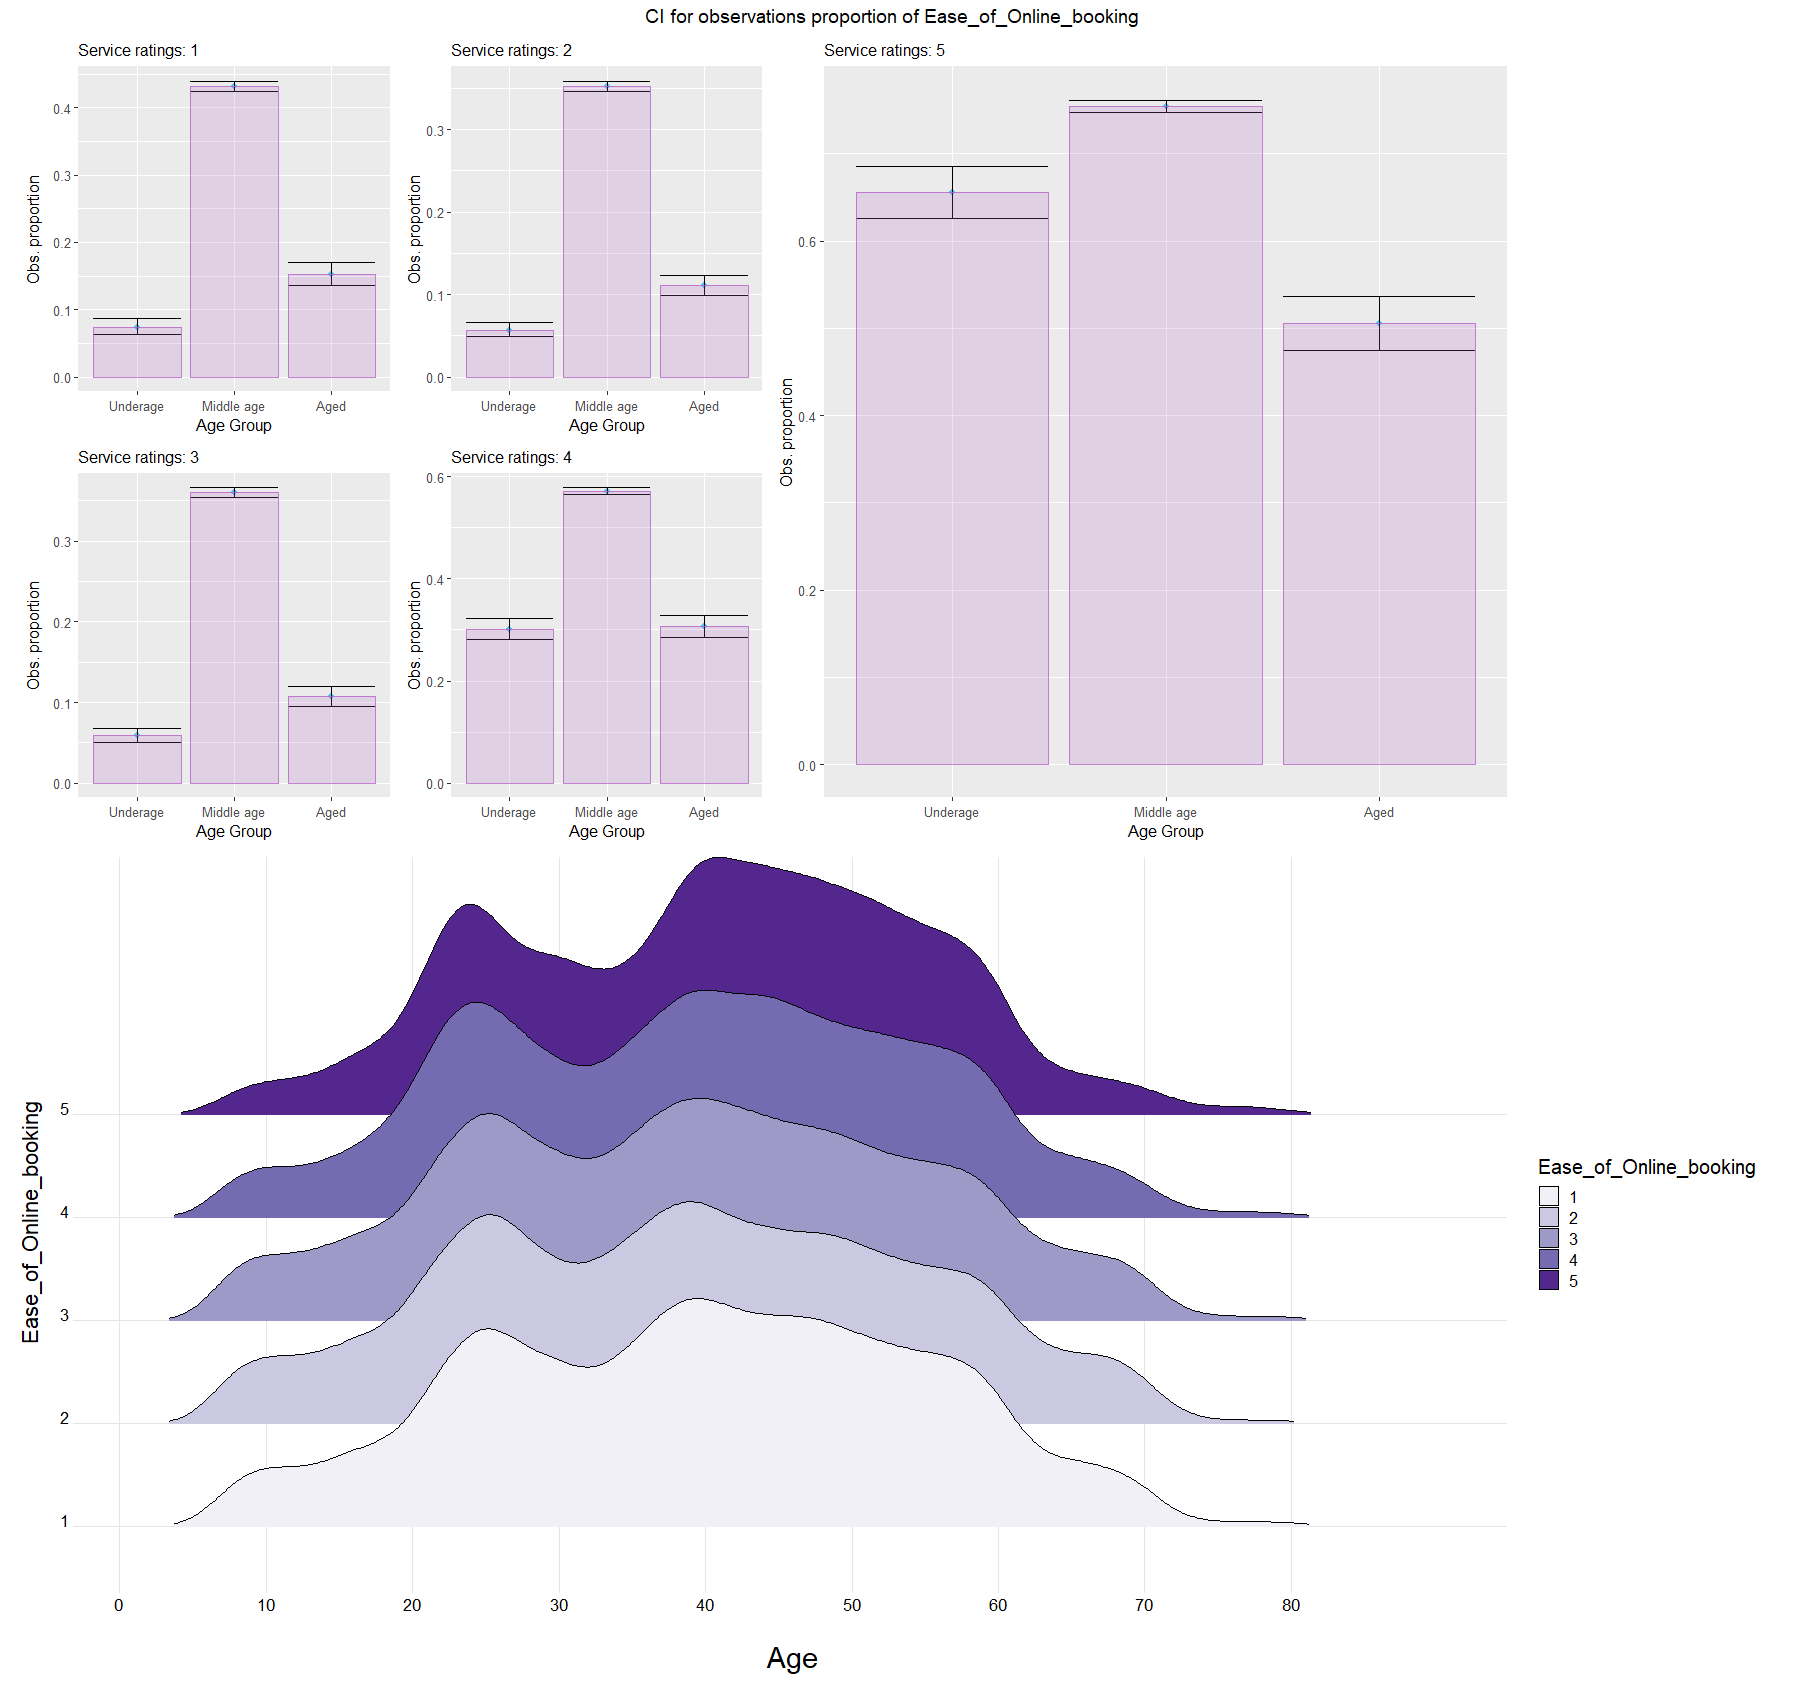 CI for observations proportion of Ease_of_Online_booking
Service ratings: 1
Obs. proportion
0.4
0.3
0.2
0.1
0.0
Underage Middle age Aged
Age Group
Service ratings: 2
Obs. proportion
0.3
0.2
0.1
0.0
Underage Middle age Aged
Age Group
Service ratings: 3
Obs. proportion
0.3
0.2
0.1
0.0
Underage Middle age Aged
Age Group
Service ratings: 4
Obs. proportion
0.6
0.4
0.2
0.0
Underage Middle age Aged
Age Group
Service ratings: 5
Obs. proportion
0.6
0.4
0.2
0.0
Underage Middle age Aged
Age Group
Ease_of_Online_booking
5
4
3
2
1
0 10 20 30 40 50 60 70 80
Age
Ease_of_Online_booking
1
2
3
4
5